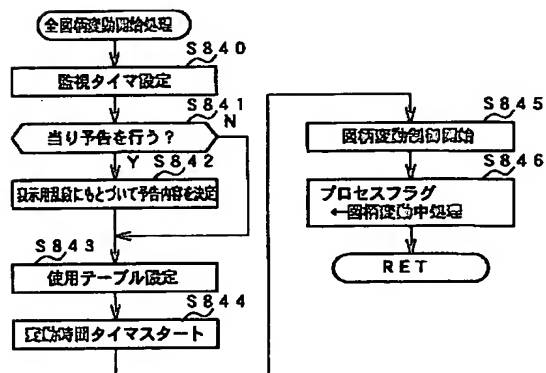 全図柄変動開始処理
S840
監視タイマ設定
S841
当り予告を行う？
N
Y
S842
表示用乱数にもとづいて予告内容を決定
S843
使用テーブル設定
S844
変動時間タイマスタート
S845
図柄変動制御開始
S846
プロセスフラグ
←図柄変動中処理
RET